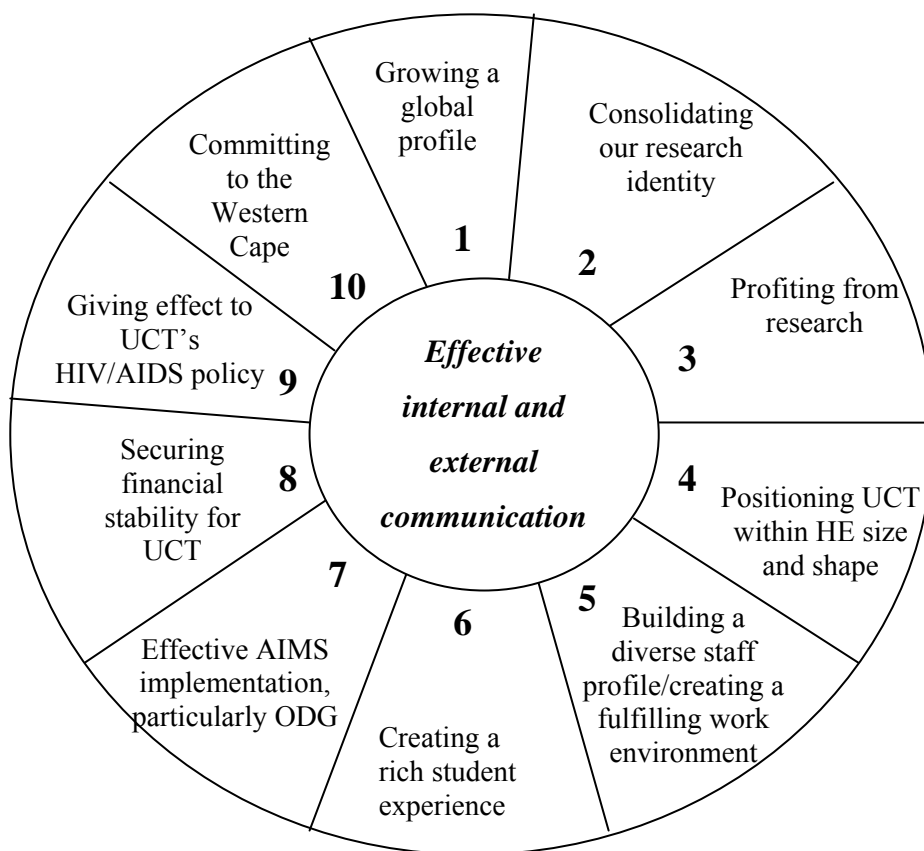 Growing a
global
profile
1
Consolidating
our research
identity
2
Profiting from
research
3
4
Positioning UCT
within HE size
and shape
5
Building a
diverse staff
profile/creating a
fulfilling work
environment
6
Creating a
rich student
experience
7
Effective AIMS
implementation,
particularly ODG
Securing
financial
stability for
UCT
8
Giving effect to
UCT’s
HIV/AIDS policy
9
Committing
to the
Western
Cape
10
Effective
internal and
external
communication